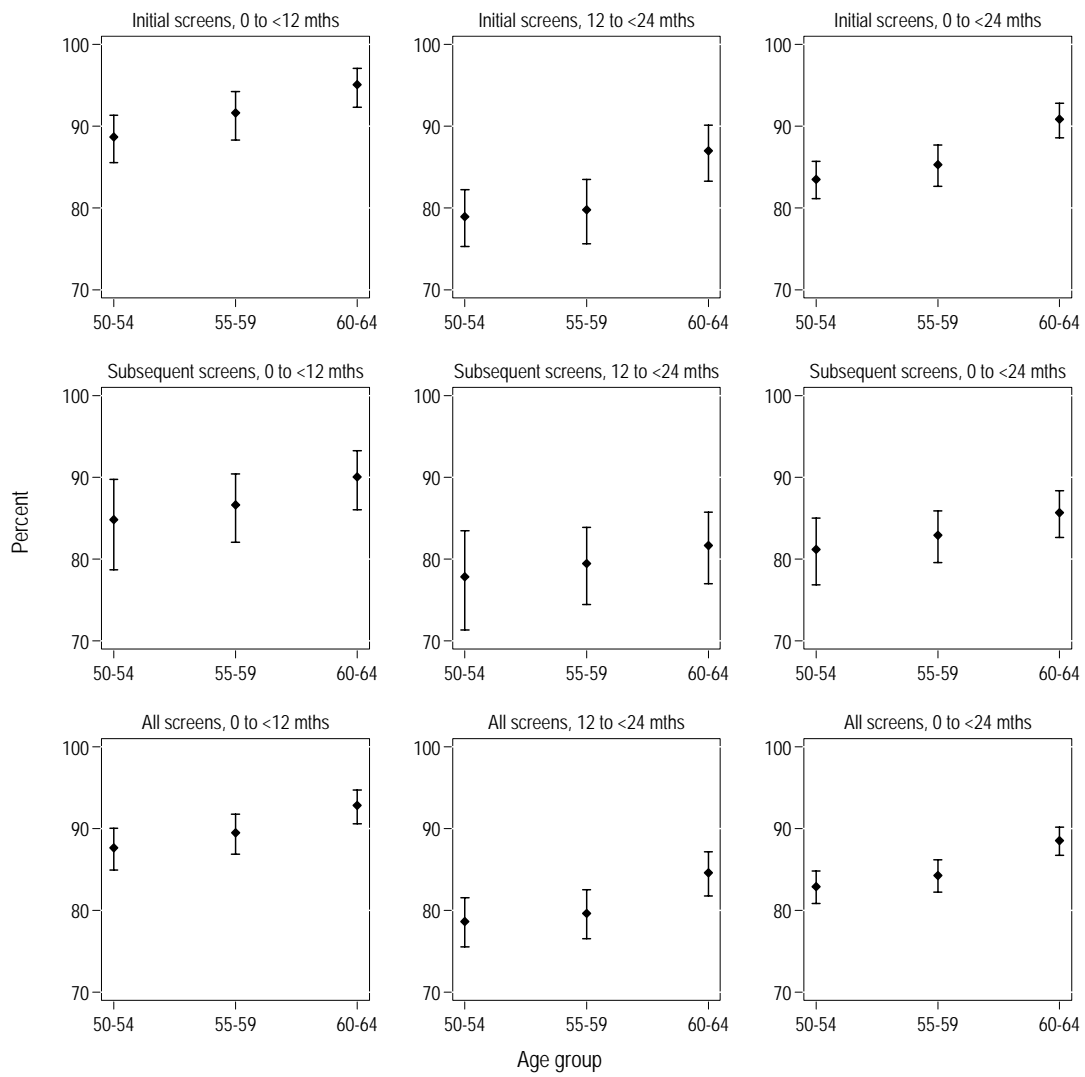 Initial screens, 0 to <12 mths
Initial screens, 12 to <24 mths
Initial screens, 0 to <24 mths
100
90
80
70
100
90
80
70
100
90
80
70
50-54 55-59 60-64
50-54 55-59 60-64
50-54 55-59 60-64
Subsequent screens, 0 to <12 mths
Subsequent screens, 12 to <24 mths
Subsequent screens, 0 to <24 mths
Percent
100
90
80
70
100
90
80
70
100
90
80
70
50-54 55-59 60-64
50-54 55-59 60-64
50-54 55-59 60-64
All screens, 0 to <12 mths
All screens, 12 to <24 mths
All screens, 0 to <24 mths
100
90
80
70
100
90
80
70
100
90
80
70
50-54 55-59 60-64
50-54 55-59 60-64
50-54 55-59 60-64
Age group